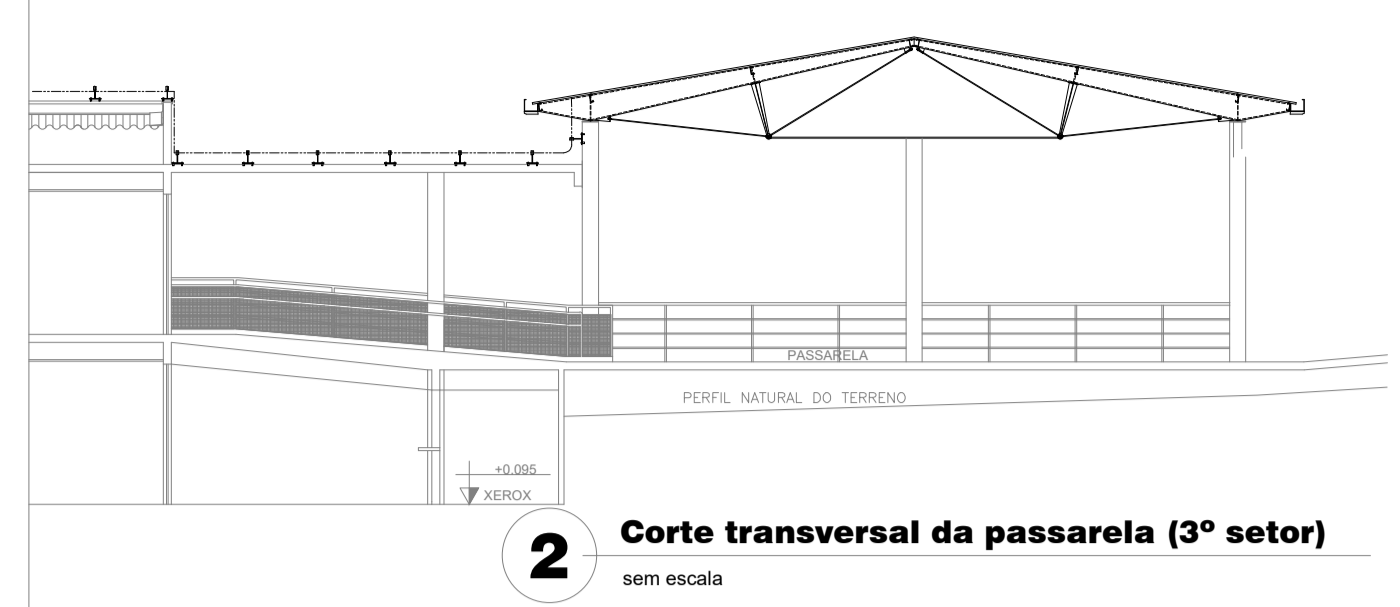 PASSARELA
PERFIL NATURAL DO TERRENO
+0.095
XEROX
2
Corte transversal da passarela (3º setor)
sem escala